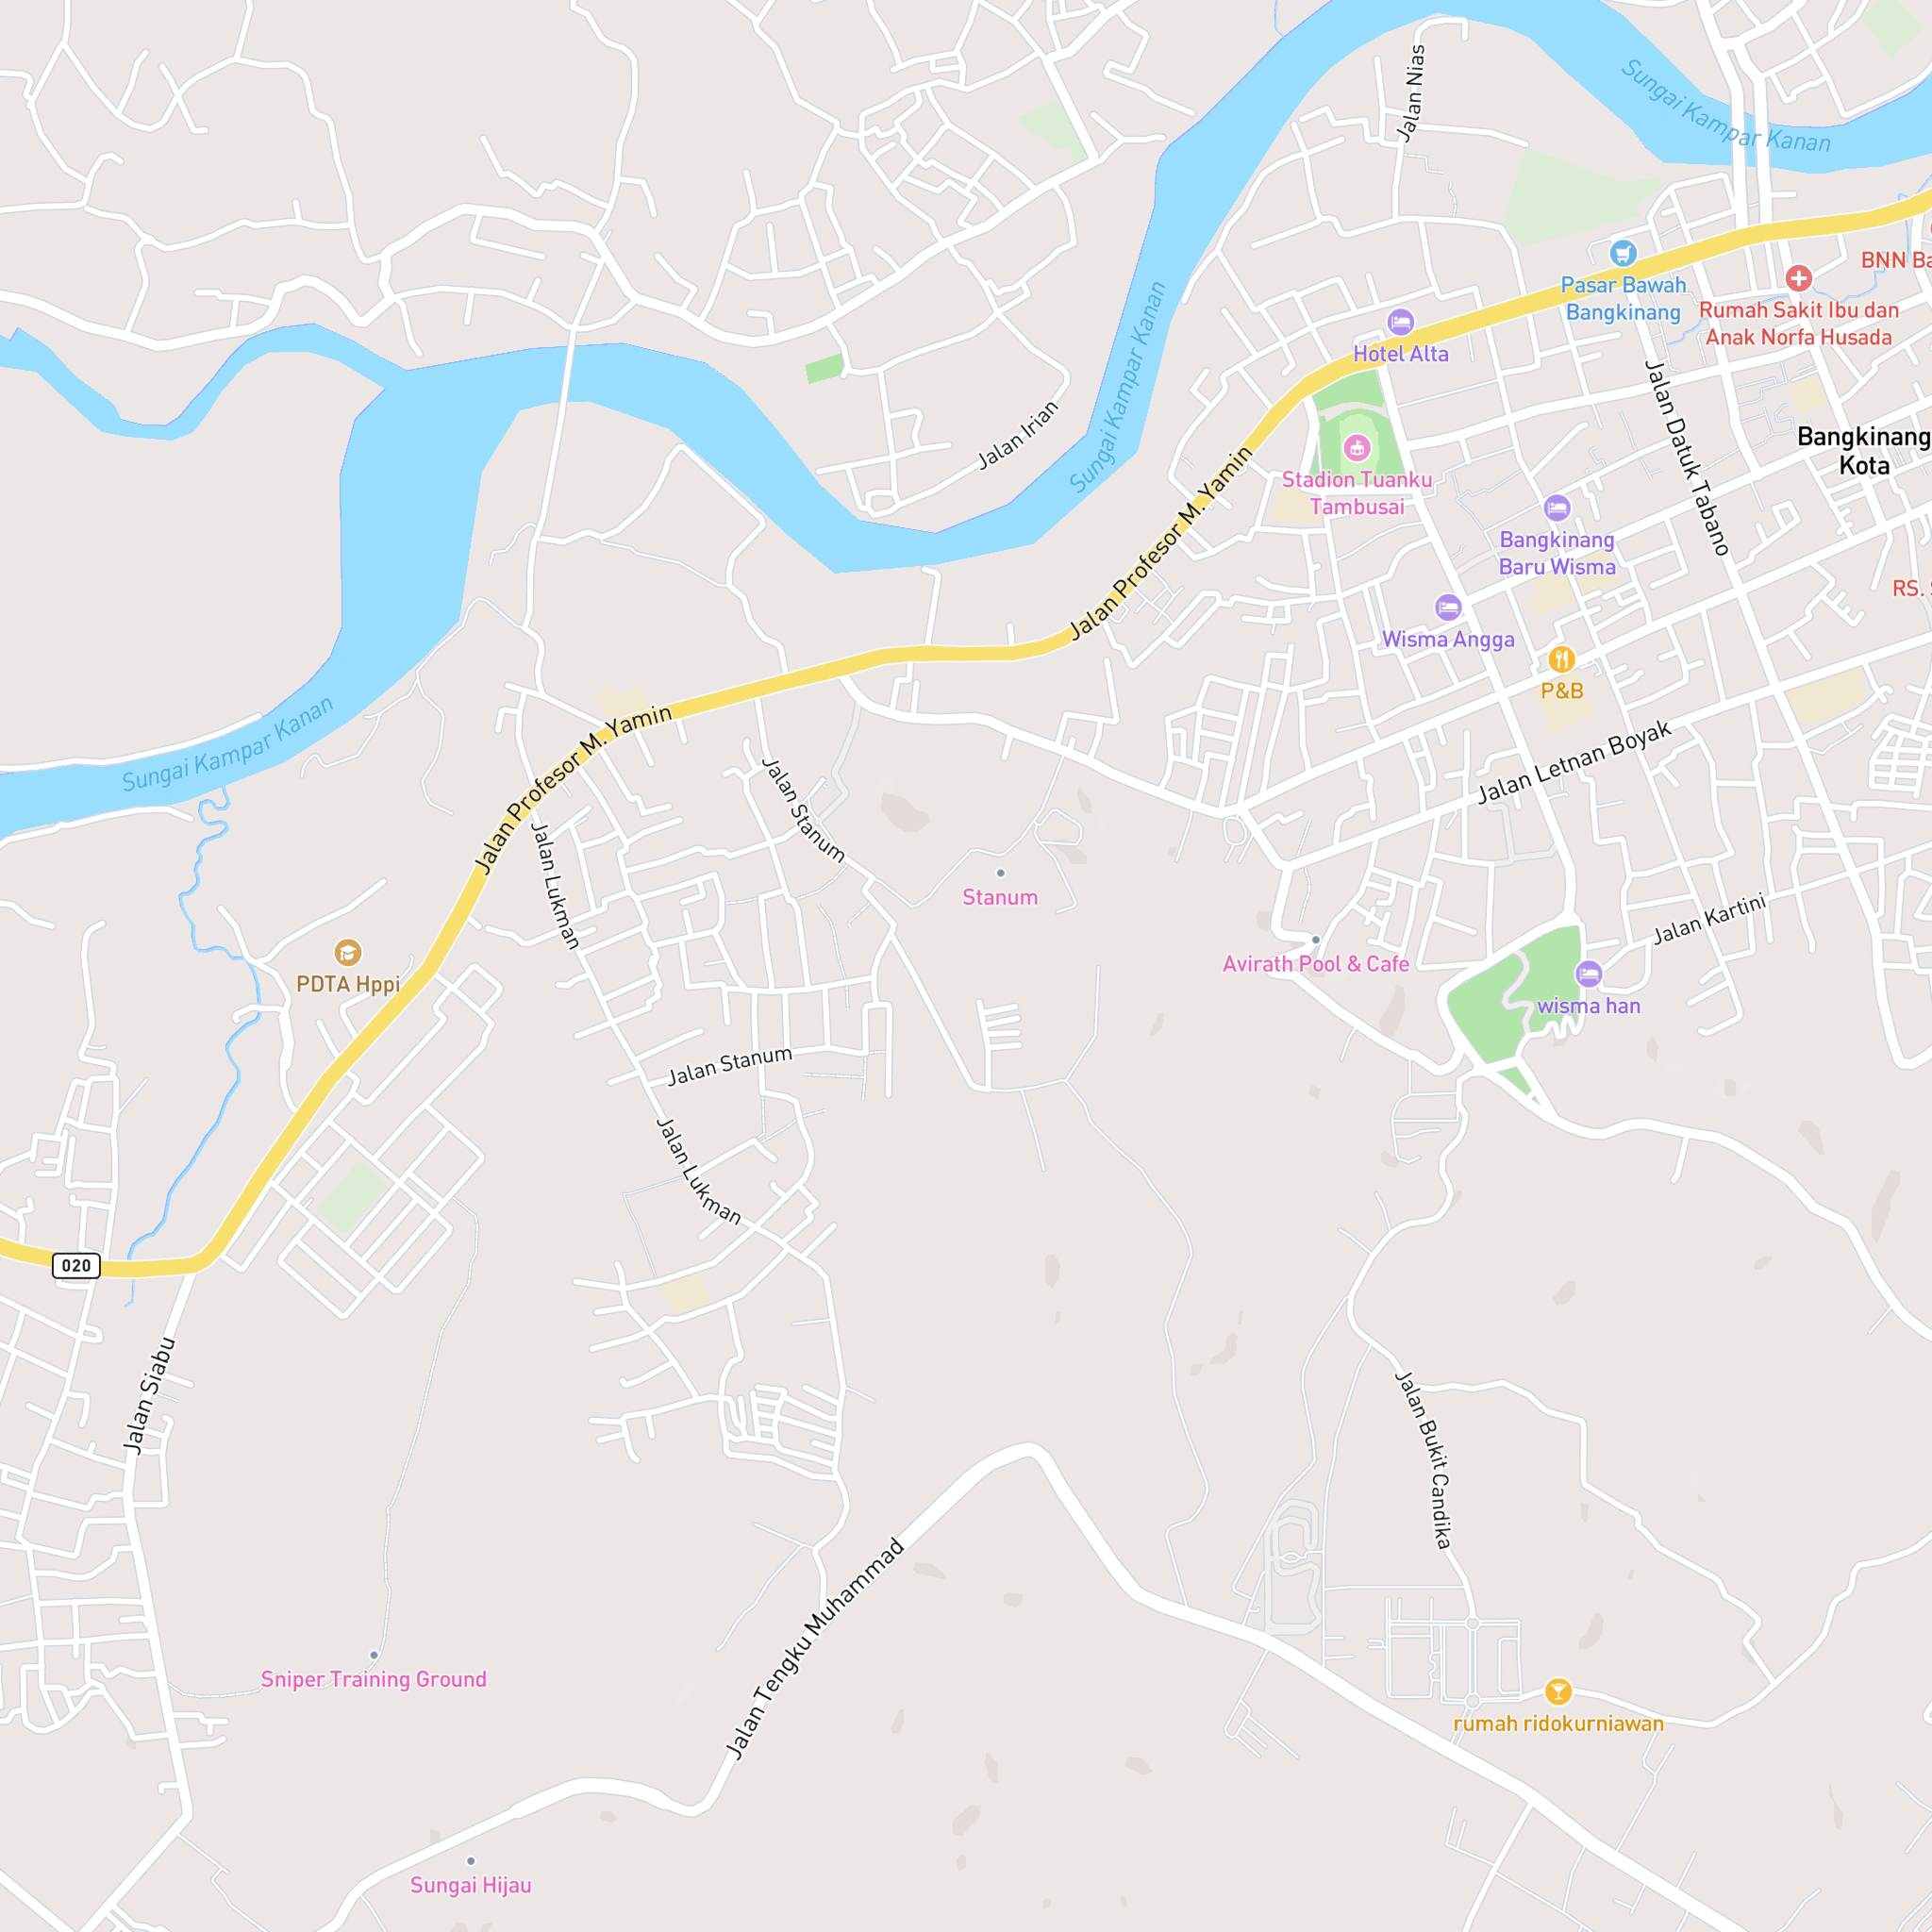 Jalan Nias
Sungai Kampar Kanan
Pasar Bawah
Bangkinang
BNN Ba
Rumah Sakit Ibu dan
Anak Norfa Husada
Hotel Alta
Sungai Kampar Kanan
Jalan Irian
Jalan Datuk Tabano
Bangkinang
Kota
Stadion Tuanku
Tambusai
Jalan Profesor M. Yamin
Bangkinang
Baru Wisma
RS.
Wisma Angga
P&B
Sungai Kampar Kanan
Jalan Profesor M. Yamin
Jalan Stanum
Jalan Letnan Boyak
Jalan Lukman
Stanum
Jalan Kartini
PDTA Hppi
Avirath Pool & Cafe
wisma han
Jalan Stanum
Jalan Lukman
020
Jalan Siabu
Jalan Bukit Candika
Jalan Tengku Muhammad
Sniper Training Ground
rumah ridokurniawan
Sungai Hijau